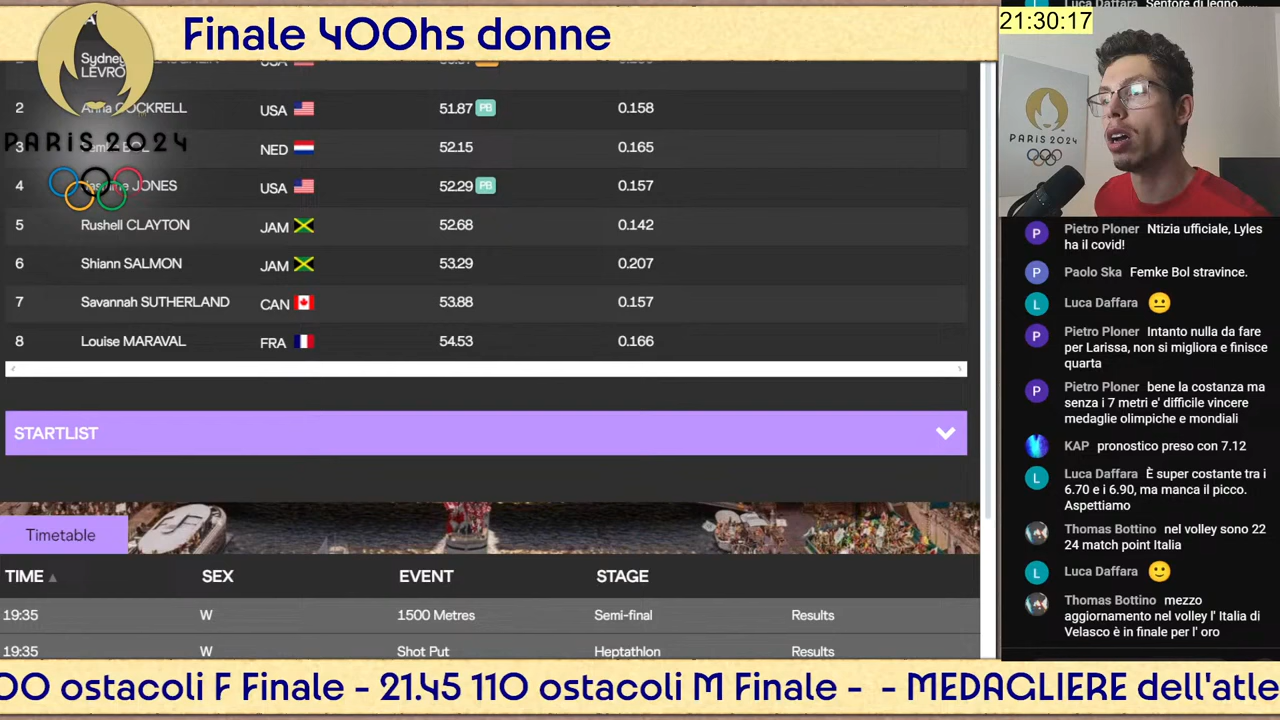 Finale 400hs donne
21:30:17
Luca Daffara Sentore di legno.....
Sydney
LEVRO
PARIS 2024
2 Anna COCKRELL USA 51.87 PB 0.158
3 Femke BOL NED 52.15 0.165
4 Jasmine JONES USA 52.29 PB 0.157
5 Rushell CLAYTON JAM 52.68 0.142
6 Shiann SALMON JAM 53.29 0.207
7 Savannah SUTHERLAND CAN 53.88 0.157
8 Louise MARAVAL FRA 54.53 0.166
STARTLIST
Timetable
TIME SEX EVENT STAGE
19:35 W 1500 Metres Semi-final Results
19:35 W Shot Put Heptathlon Results
PARIS 2024
P Pietro Ploner Ntizia ufficiale, Lyles
ha il covid!
P Paolo Ska Femke Bol stravince.
L Luca Daffara 😐
P Pietro Ploner Intanto nulla da fare
per Larissa, non si migliora e finisce
quarta
P Pietro Ploner bene la costanza ma
senza i 7 metri e' difficile vincere
medaglie olimpiche e mondiali
KAP pronostico preso con 7.12
L Luca Daffara È super costante tra i
6.70 e i 6.90, ma manca il picco.
Aspettiamo
Thomas Bottino nel volley sono 22
24 match point Italia
L Luca Daffara 🙂
Thomas Bottino mezzo
aggiornamento nel volley l' Italia di
Velasco è in finale per l' oro
00 ostacoli F Finale - 21.45 110 ostacoli M Finale - - MEDAGLIERE dell'atle